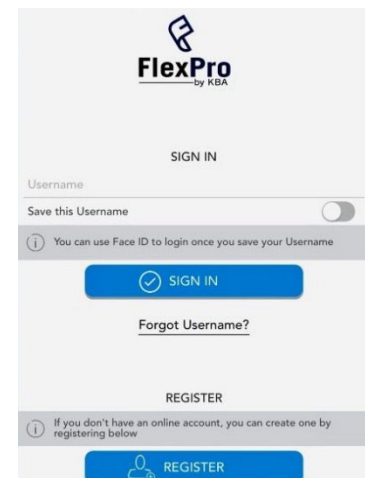 FlexPro
by KBA
SIGN IN
Username
Save this Username
You can use Face ID to login once you save your Username
SIGN IN
Forgot Username?
REGISTER
If you don't have an online account, you can create one by
registering below
REGISTER